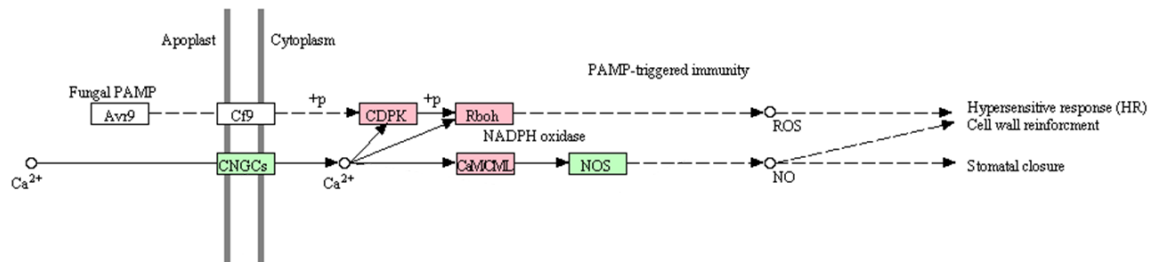 Apoplast
Cytoplasm
PAMP-triggered immunity
Fungal PAMP
Avr9
Cf9
+p
CDPK
+p
Rboh
NADPH oxidase
ROS
Hypersensitive response (HR)
Cell wall reinforcment
Ca2+
CNGCs
Ca2+
CaMCML
NOS
NO
Stomatal closure